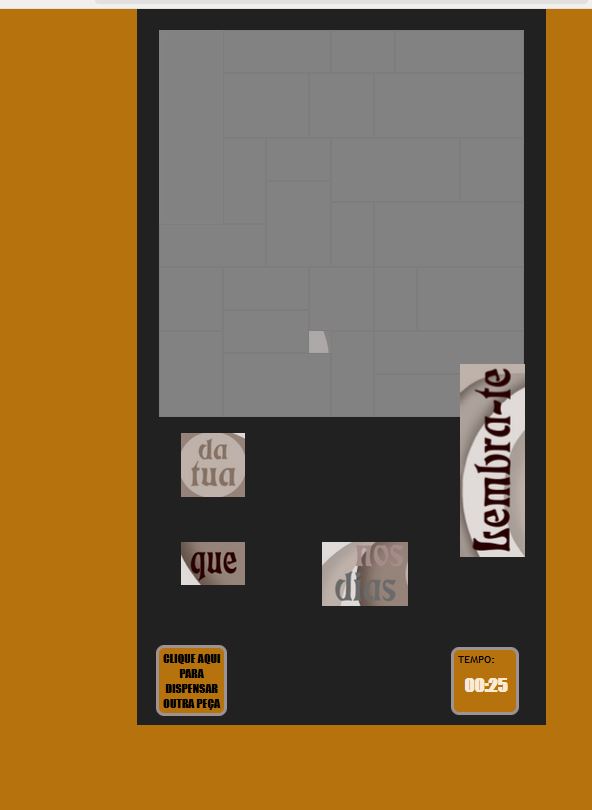 Lembra-te
da
tua
que
nos
dias
CLIQUE AQUI
PARA
DISPENSAR
OUTRA PEÇA
TEMPO:
00:25